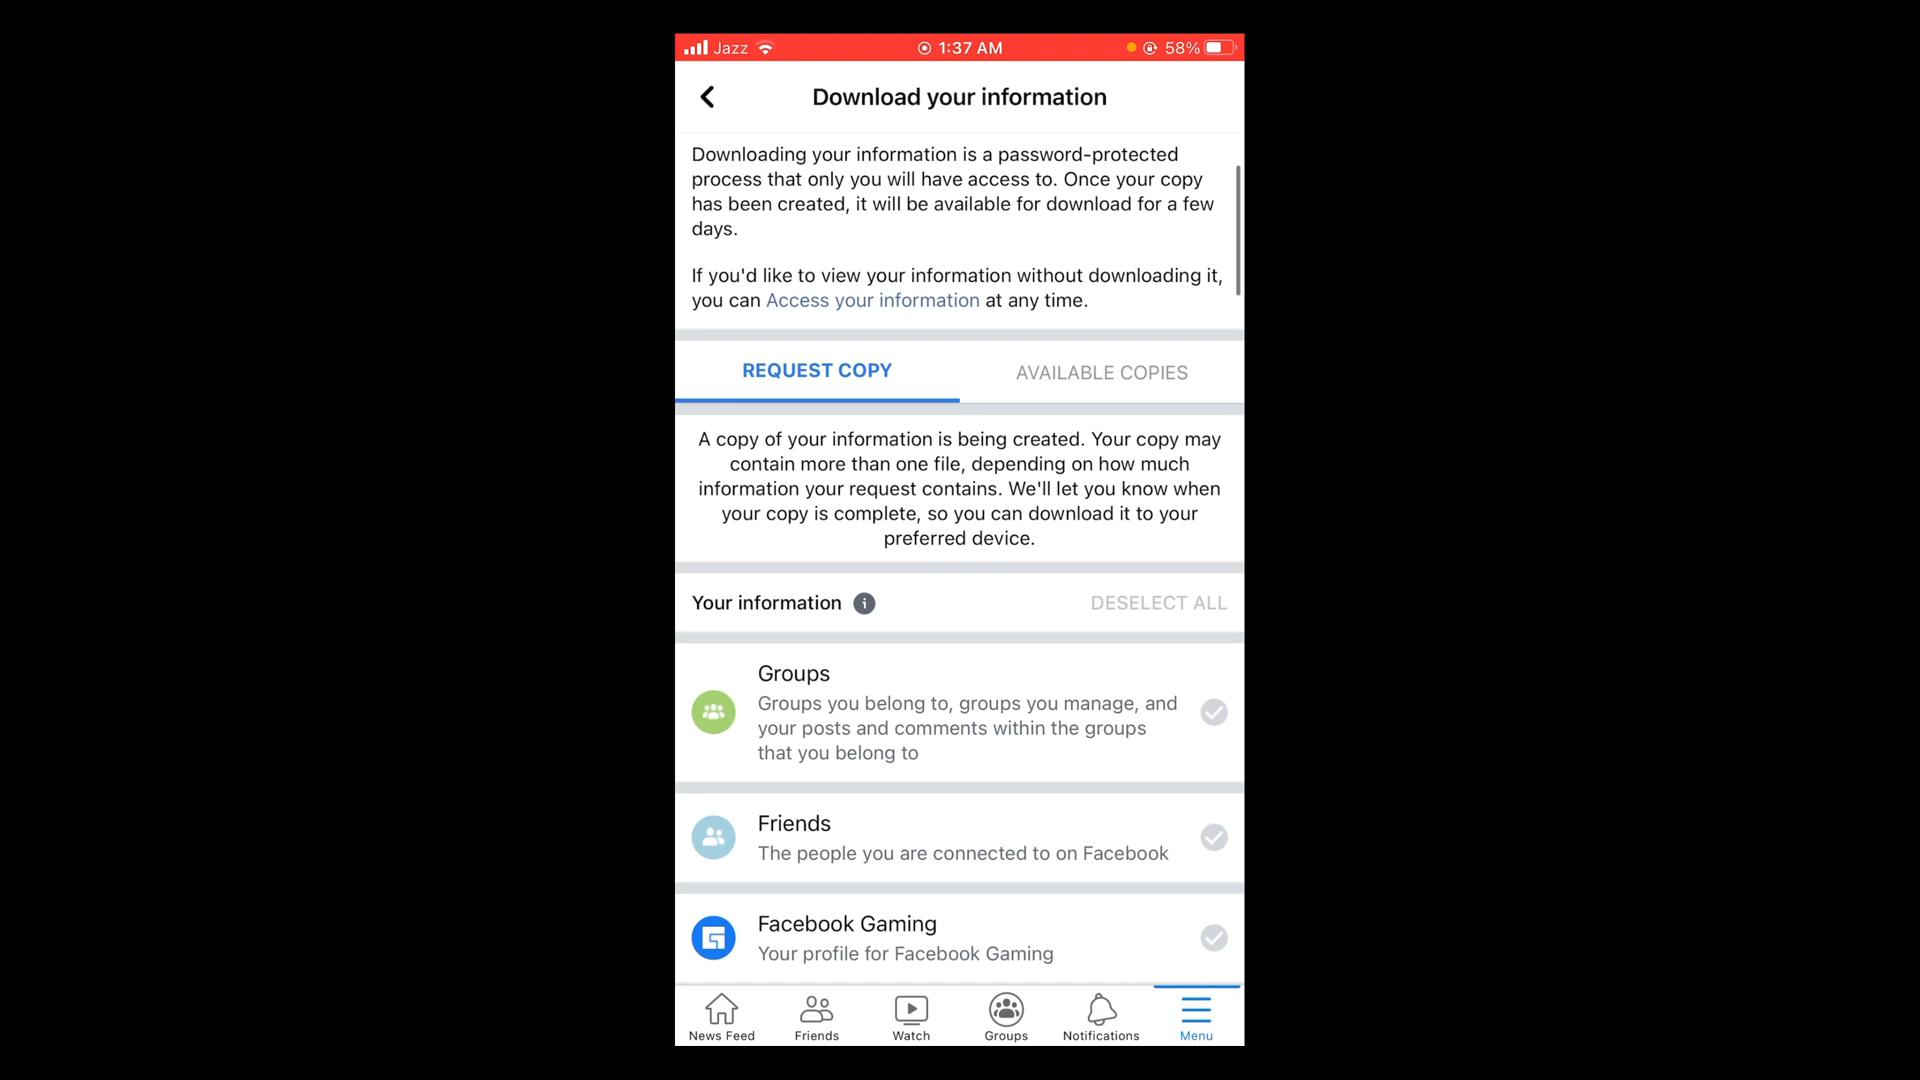 Jazz 1:37 AM 58%
Download your information
Downloading your information is a password-protected
process that only you will have access to. Once your copy
has been created, it will be available for download for a few
days.
If you'd like to view your information without downloading it,
you can Access your information at any time.
REQUEST COPY AVAILABLE COPIES
A copy of your information is being created. Your copy may
contain more than one file, depending on how much
information your request contains. We'll let you know when
your copy is complete, so you can download it to your
preferred device.
Your information DESELECT ALL
Groups
Groups you belong to, groups you manage, and
your posts and comments within the groups
that you belong to
Friends
The people you are connected to on Facebook
Facebook Gaming
Your profile for Facebook Gaming
News Feed Friends Watch Groups Notifications Menu